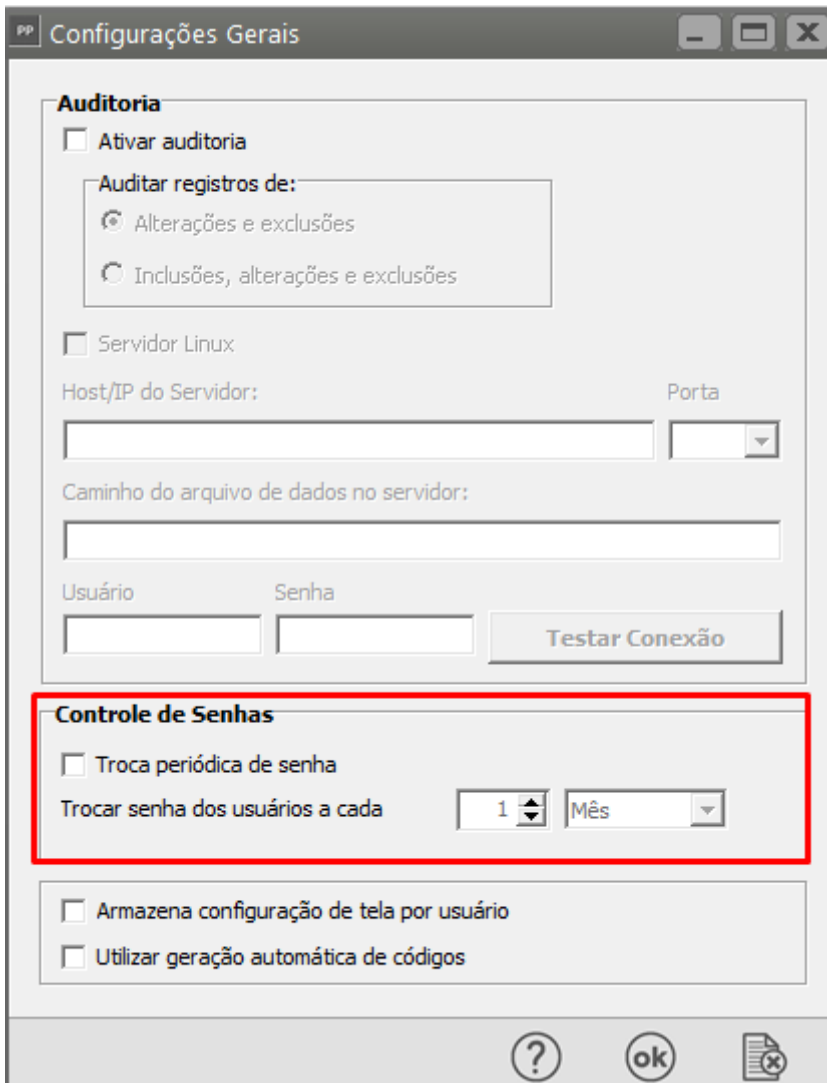 PP Configurações Gerais
Auditoria
Ativar auditoria
Auditar registros de:
Alterações e exclusões
Inclusões, alterações e exclusões
Servidor Linux
Host/IP do Servidor: Porta
Caminho do arquivo de dados no servidor:
Usuário Senha
Testar Conexão
Controle de Senhas
Troca periódica de senha
Trocar senha dos usuários a cada 1 Mês
Armazena configuração de tela por usuário
Utilizar geração automática de códigos
? ok